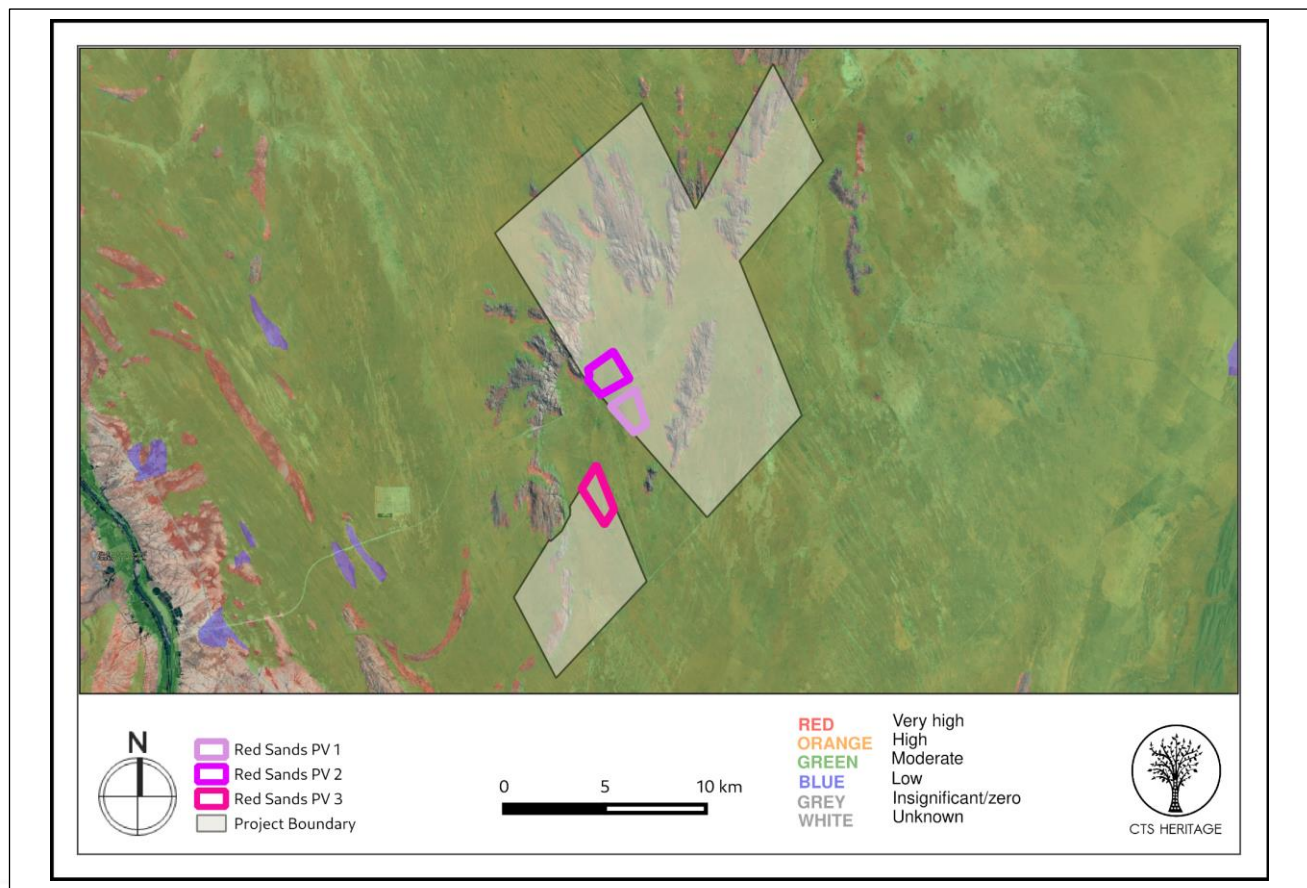 N
Red Sands PV 1
Red Sands PV 2
Red Sands PV 3
Project Boundary
0 5 10 km
RED Very high
ORANGE High
GREEN Moderate
BLUE Low
GREY Insignificant/zero
WHITE Unknown
CTS HERITAGE